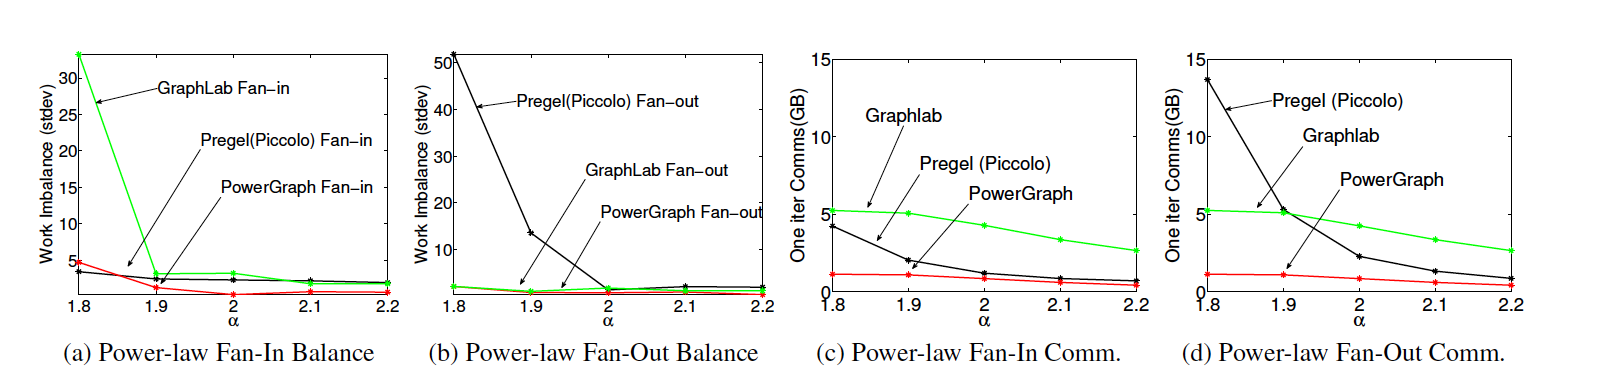 Work Imbalance (stdev)
30
25
20
15
10
5
1.8 1.9 2 2.1 2.2
α
GraphLab Fan−in
Pregel(Piccolo) Fan−in
PowerGraph Fan−in
(a) Power-law Fan-In Balance
Work Imbalance (stdev)
50
40
30
20
10
1.8 1.9 2 2.1 2.2
α
Pregel(Piccolo) Fan−out
GraphLab Fan−out
PowerGraph Fan−out
(b) Power-law Fan-Out Balance
One iter Comms(GB)
15
10
5
0
1.8 1.9 2 2.1 2.2
α
Graphlab
Pregel (Piccolo)
PowerGraph
(c) Power-law Fan-In Comm.
One iter Comms(GB)
15
10
5
0
1.8 1.9 2 2.1 2.2
α
Pregel (Piccolo)
Graphlab
PowerGraph
(d) Power-law Fan-Out Comm.